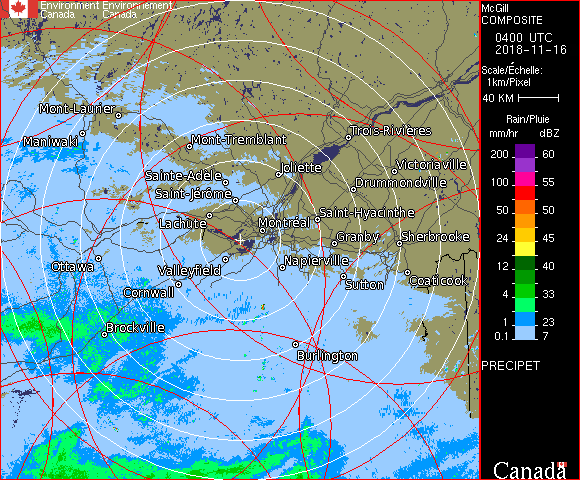 Environment Environnement
Canada Canada
McGill
COMPOSITE
0400 UTC
2018-11-16
Scale/Échelle:
1km/Pixel
40 KM
Rain/Pluie
mm/hr dBZ
200 60
150 57
100 55
50 50
24 45
12 40
4 33
1 23
0.1 7
PRECIPET
Canada
Mont-Laurier
Maniwaki
Mont-Tremblant
Trois-Rivières
Sainte-Adèle
Joliette
Victoriaville
Saint-Jérôme
Drummondville
Lachute
Montréal
Saint-Hyacinthe
Granby
Sherbrooke
Ottawa
Valleyfield
Napierville
Cornwall
Sutton
Coaticook
Brockville
Burlington